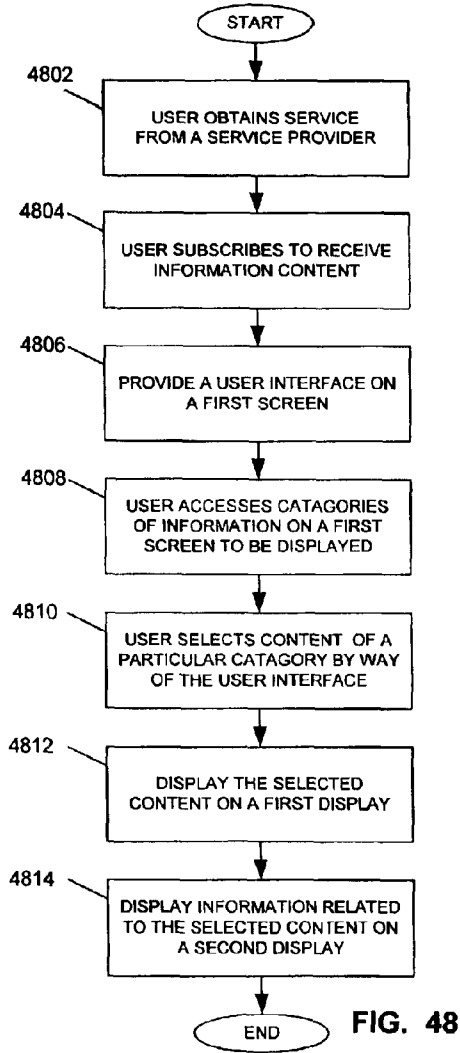 START
4802
USER OBTAINS SERVICE
FROM A SERVICE PROVIDER
4804
USER SUBSCRIBES TO RECEIVE
INFORMATION CONTENT
4806
PROVIDE A USER INTERFACE ON
A FIRST SCREEN
4808
USER ACCESSES CATAGORIES
OF INFORMATION ON A FIRST
SCREEN TO BE DISPLAYED
4810
USER SELECTS CONTENT OF A
PARTICULAR CATAGORY BY WAY
OF THE USER INTERFACE
4812
DISPLAY THE SELECTED
CONTENT ON A FIRST DISPLAY
4814
DISPLAY INFORMATION RELATED
TO THE SELECTED CONTENT ON
A SECOND DISPLAY
END
FIG. 48